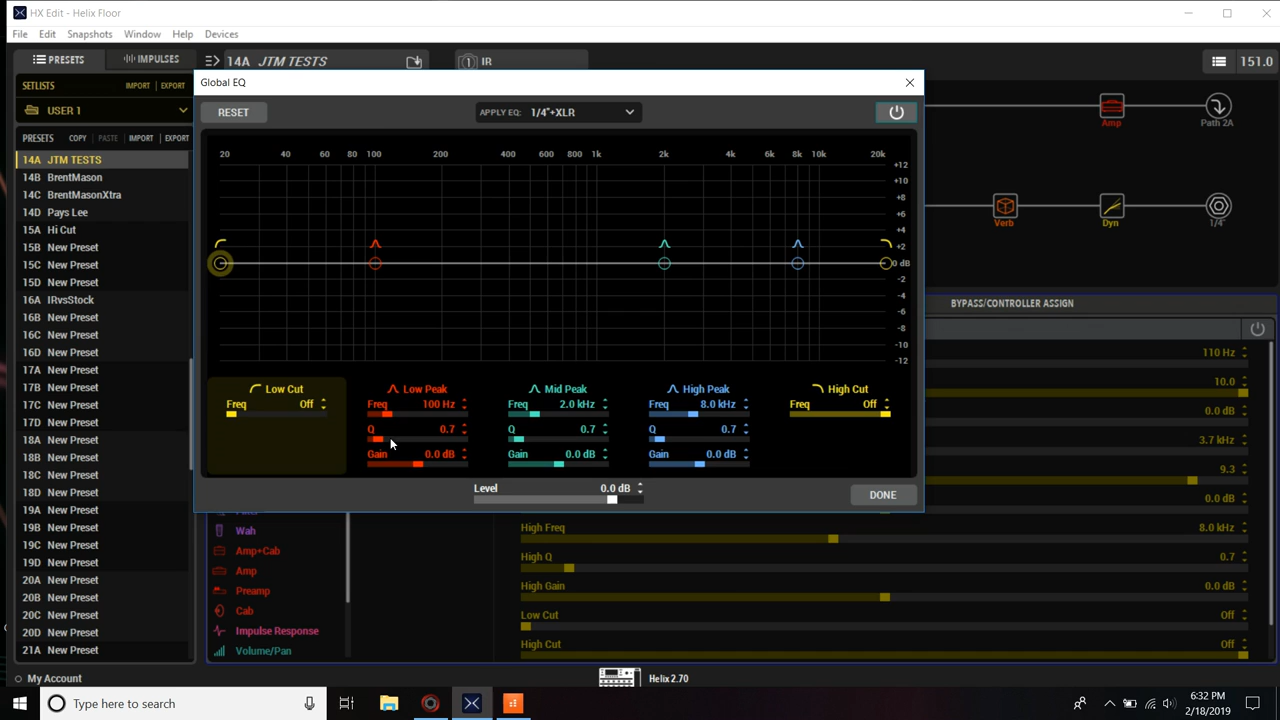 HX Edit - Helix Floor
File Edit Snapshots Window Help Devices
PRESETS IMPULSES 14A JTM TESTS 1 IR 151.0
Global EQ
SETLISTS IMPORT EXPORT
USER 1
RESET APPLY EQ: 1/4"+XLR
PRESETS COPY PASTE IMPORT EXPORT
14A JTM TESTS
14B BrentMason
14C BrentMasonXtra
14D Pays Lee
15A Hi Cut
15B New Preset
15C New Preset
15D New Preset
16A IRvsStock
16B New Preset
16C New Preset
16D New Preset
17A New Preset
17B New Preset
17C New Preset
17D New Preset
18A New Preset
18B New Preset
18C New Preset
18D New Preset
19A New Preset
19B New Preset
19C New Preset
19D New Preset
20A New Preset
20B New Preset
20C New Preset
20D New Preset
21A New Preset
20 40 60 80 100 200 400 600 800 1k 2k 4k 6k 8k 10k 20k
+12
+10
+8
+6
+4
+2
0 dB
-2
-4
-6
-8
-10
-12
Low Cut
Freq Off
Low Peak
Freq 100 Hz
Q 0.7
Gain 0.0 dB
Mid Peak
Freq 2.0 kHz
Q 0.7
Gain 0.0 dB
High Peak
Freq 8.0 kHz
Q 0.7
Gain 0.0 dB
High Cut
Freq Off
Level 0.0 dB
DONE
Amp Path 2A
Verb Dyn 1/4"
BYPASS/CONTROLLER ASSIGN
110 Hz
10.0
0.0 dB
3.7 kHz
9.3
0.0 dB
High Freq 8.0 kHz
High Q 0.7
High Gain 0.0 dB
Low Cut Off
High Cut Off
Wah
Amp+Cab
Amp
Preamp
Cab
Impulse Response
Volume/Pan
My Account Helix 2.70
Type here to search
6:32 PM
2/18/2019